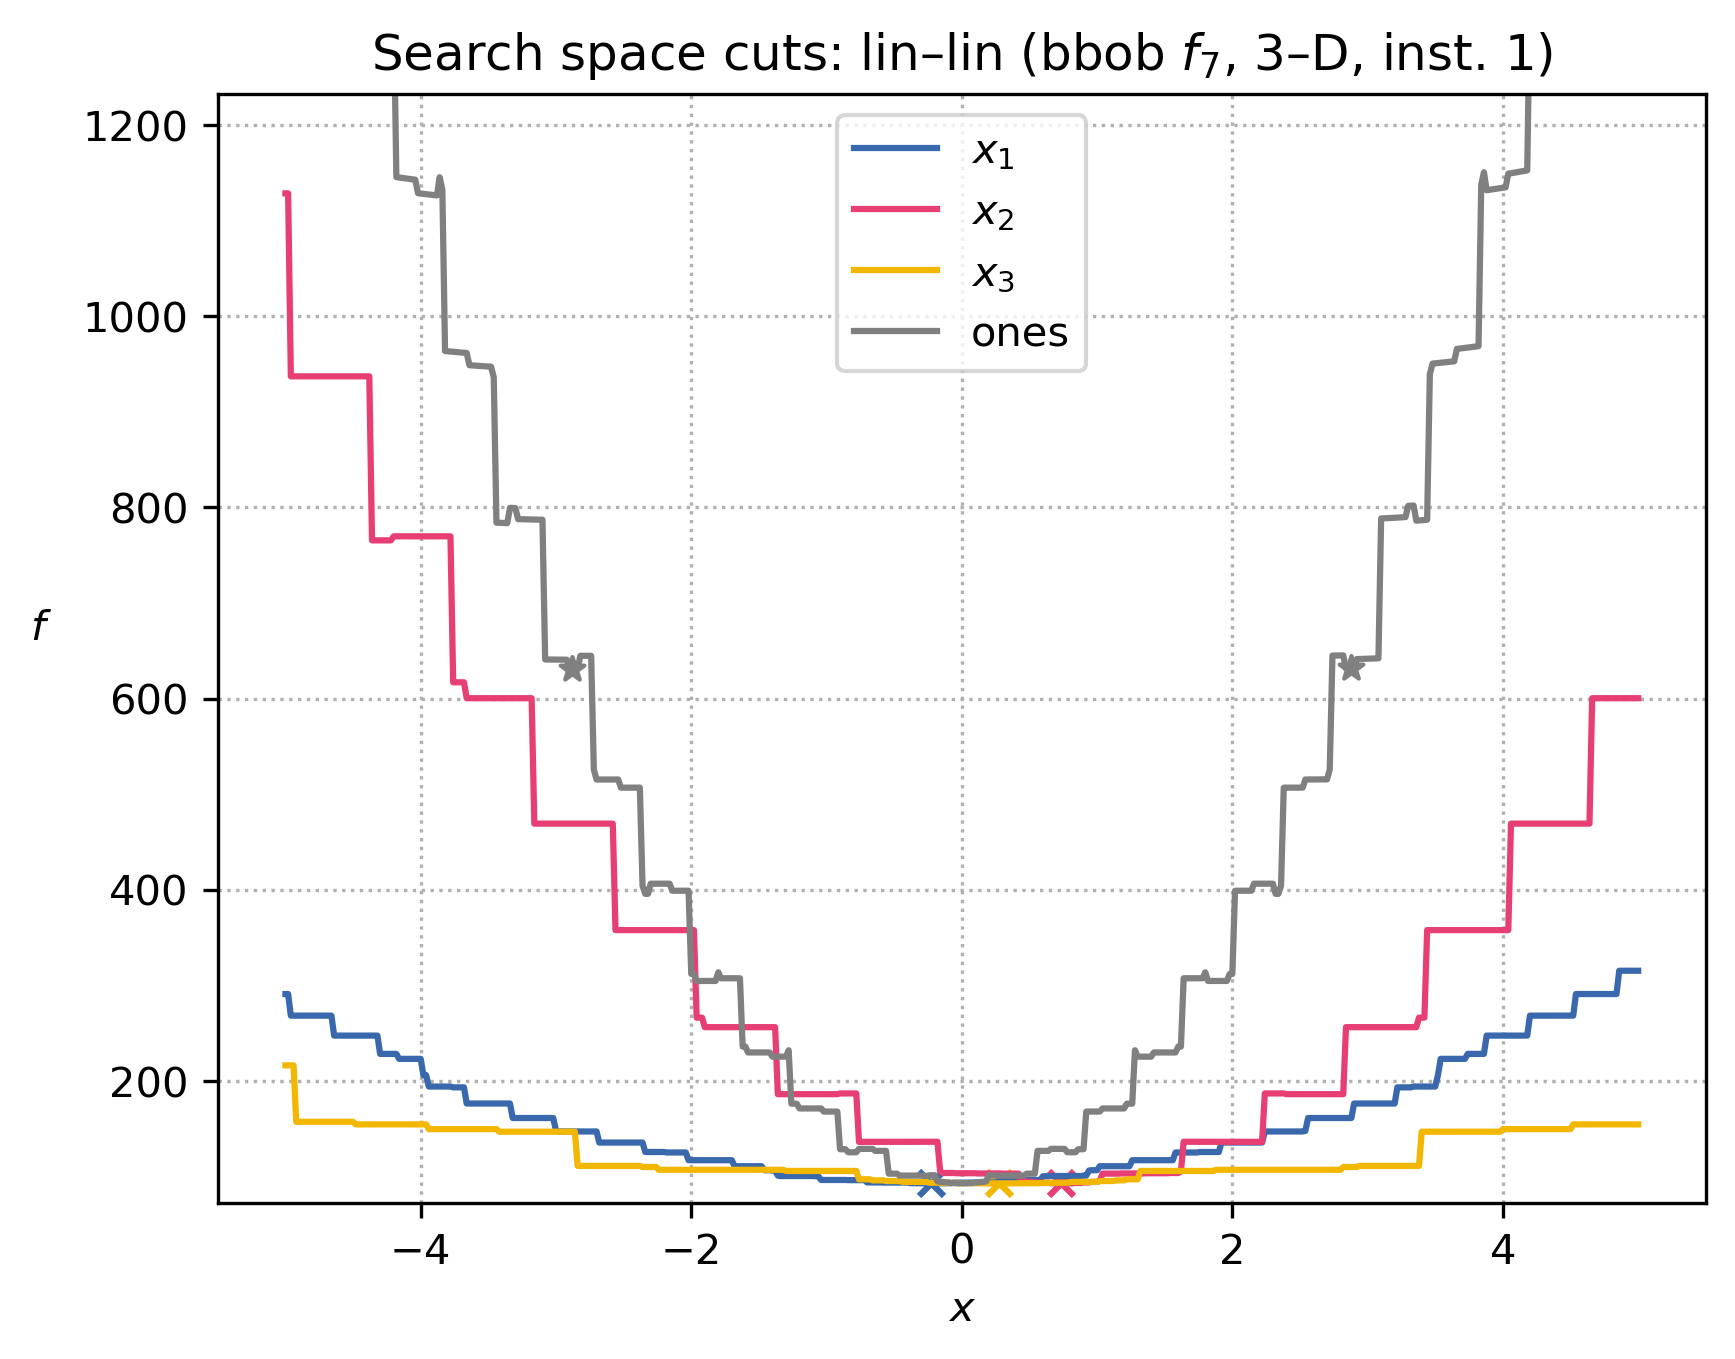 Search space cuts: lin–lin (bbob f₇, 3–D, inst. 1)
1200
1000
800
600
400
200
f
x₁
x₂
x₃
ones
−4 −2 0 2 4
x